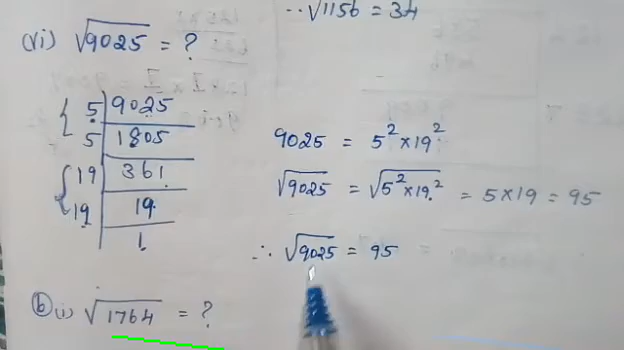 ∴ √1156 = 34
(vi) √9025 = ?
5 | 9025
5 | 1805
19 | 361
19 | 19
1
9025 = 5² × 19²
√9025 = √5² × 19² = 5 × 19 = 95
∴ √9025 = 95
(b) (i) √1764 = ?